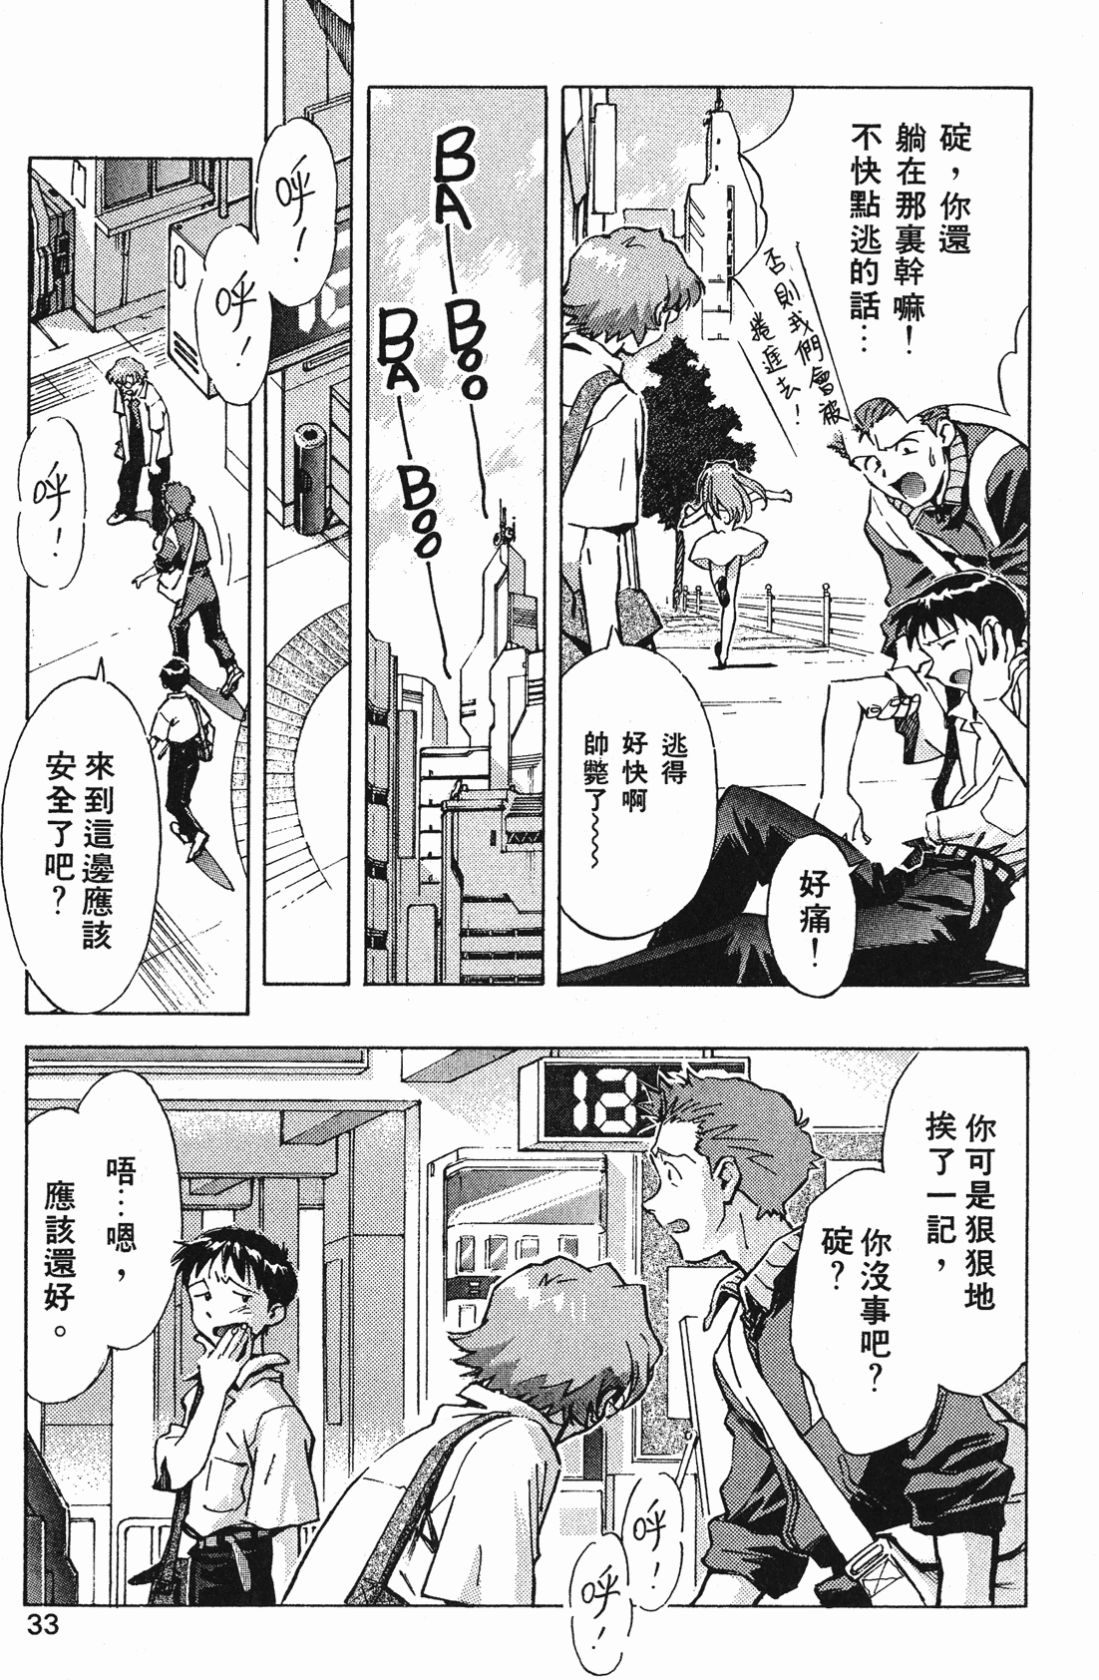 碇，你還
躺在那裏幹嘛！
不快點逃的話…
否則我們會被
捲進去！
逃得
好快啊
帥斃了～～～
好痛！
BA—BOO
BA—BOO
呼！
呼！
呼！
來到這邊應該
安全了吧？
你可是狠狠地
挨了一記，
你沒事吧？
碇？
18
唔…嗯，
應該還好。
呼！
呼！
33